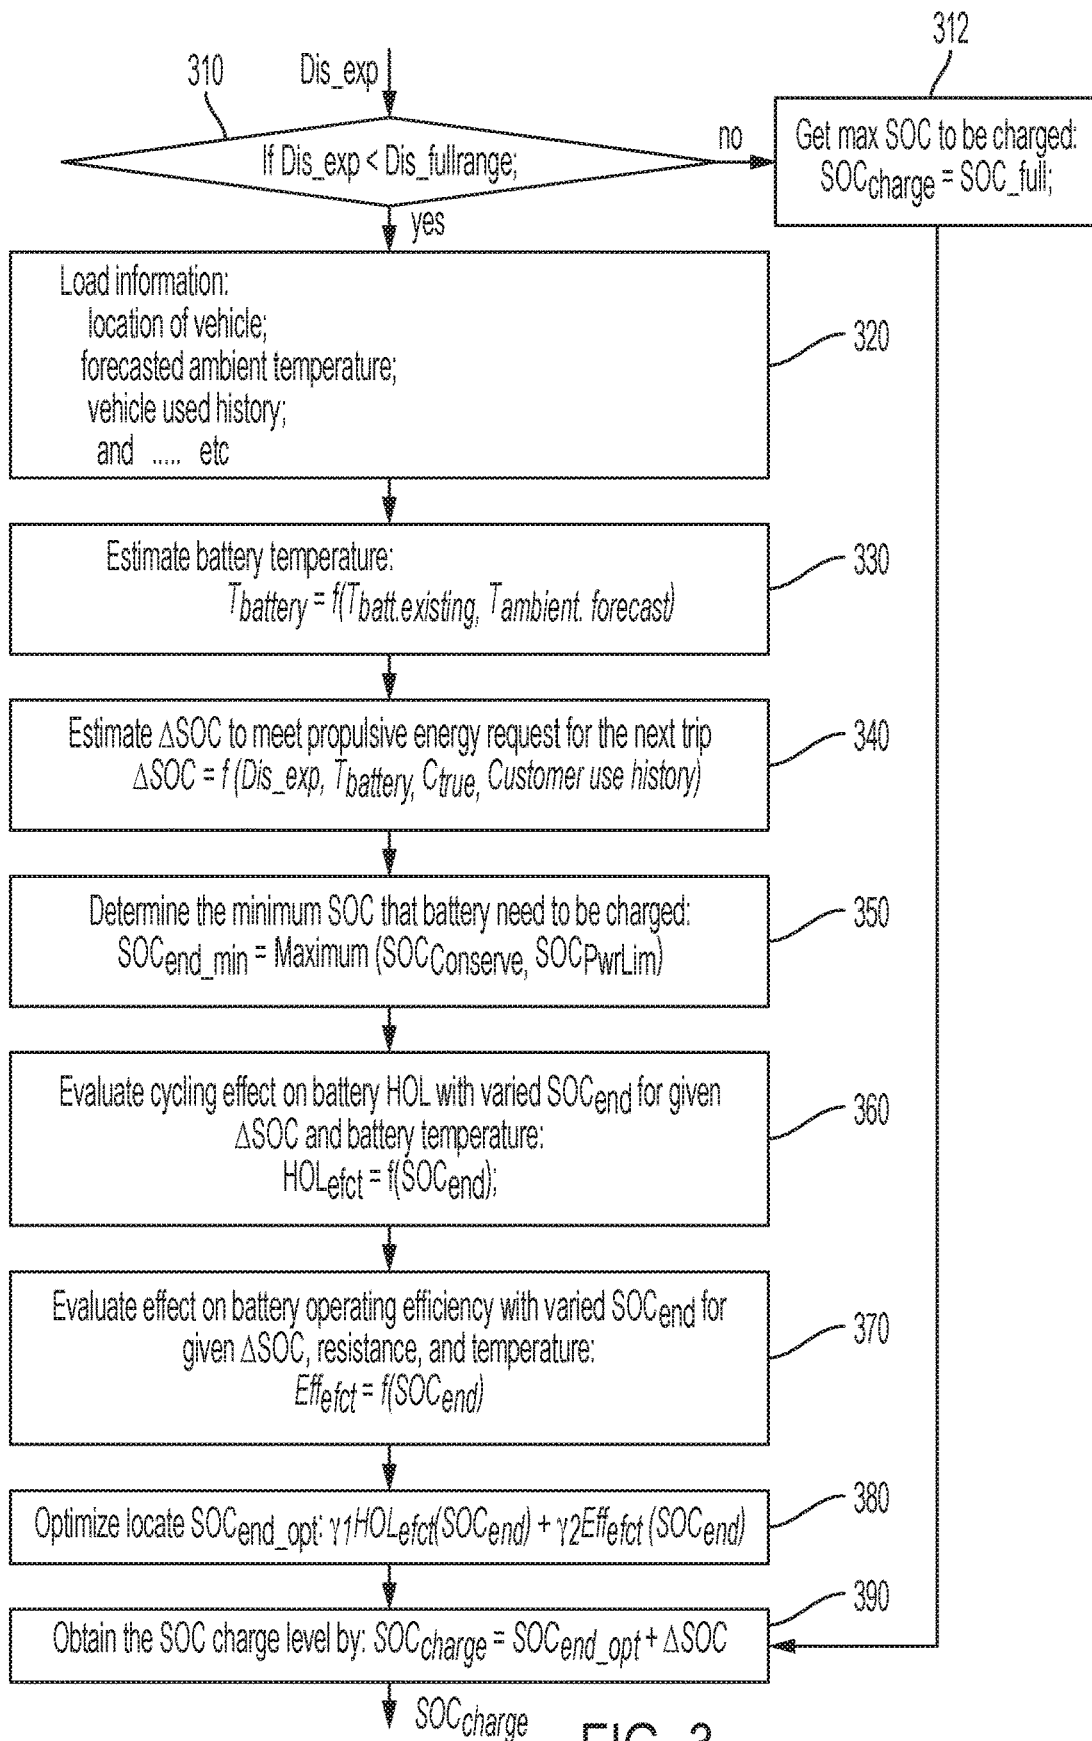 310
Dis_exp
312
If Dis_exp < Dis_fullrange;
no
Get max SOC to be charged:
SOCcharge = SOC_full;
yes
Load information:
location of vehicle;
forecasted ambient temperature;
vehicle used history;
and ..... etc
320
Estimate battery temperature:
Tbattery = f(Tbatt.existing, Tambient. forecast)
330
Estimate ΔSOC to meet propulsive energy request for the next trip
ΔSOC = f (Dis_exp, Tbattery, Ctrue, Customer use history)
340
Determine the minimum SOC that battery need to be charged:
SOCend_min = Maximum (SOCConserve, SOCPwrLim)
350
Evaluate cycling effect on battery HOL with varied SOCend for given
ΔSOC and battery temperature:
HOLefct = f(SOCend);
360
Evaluate effect on battery operating efficiency with varied SOCend for
given ΔSOC, resistance, and temperature:
Effefct = f(SOCend)
370
Optimize locate SOCend_opt: γ1HOLefct(SOCend) + γ2Effefct (SOCend)
380
Obtain the SOC charge level by: SOCcharge = SOCend_opt + ΔSOC
390
SOCcharge
FIG. 3